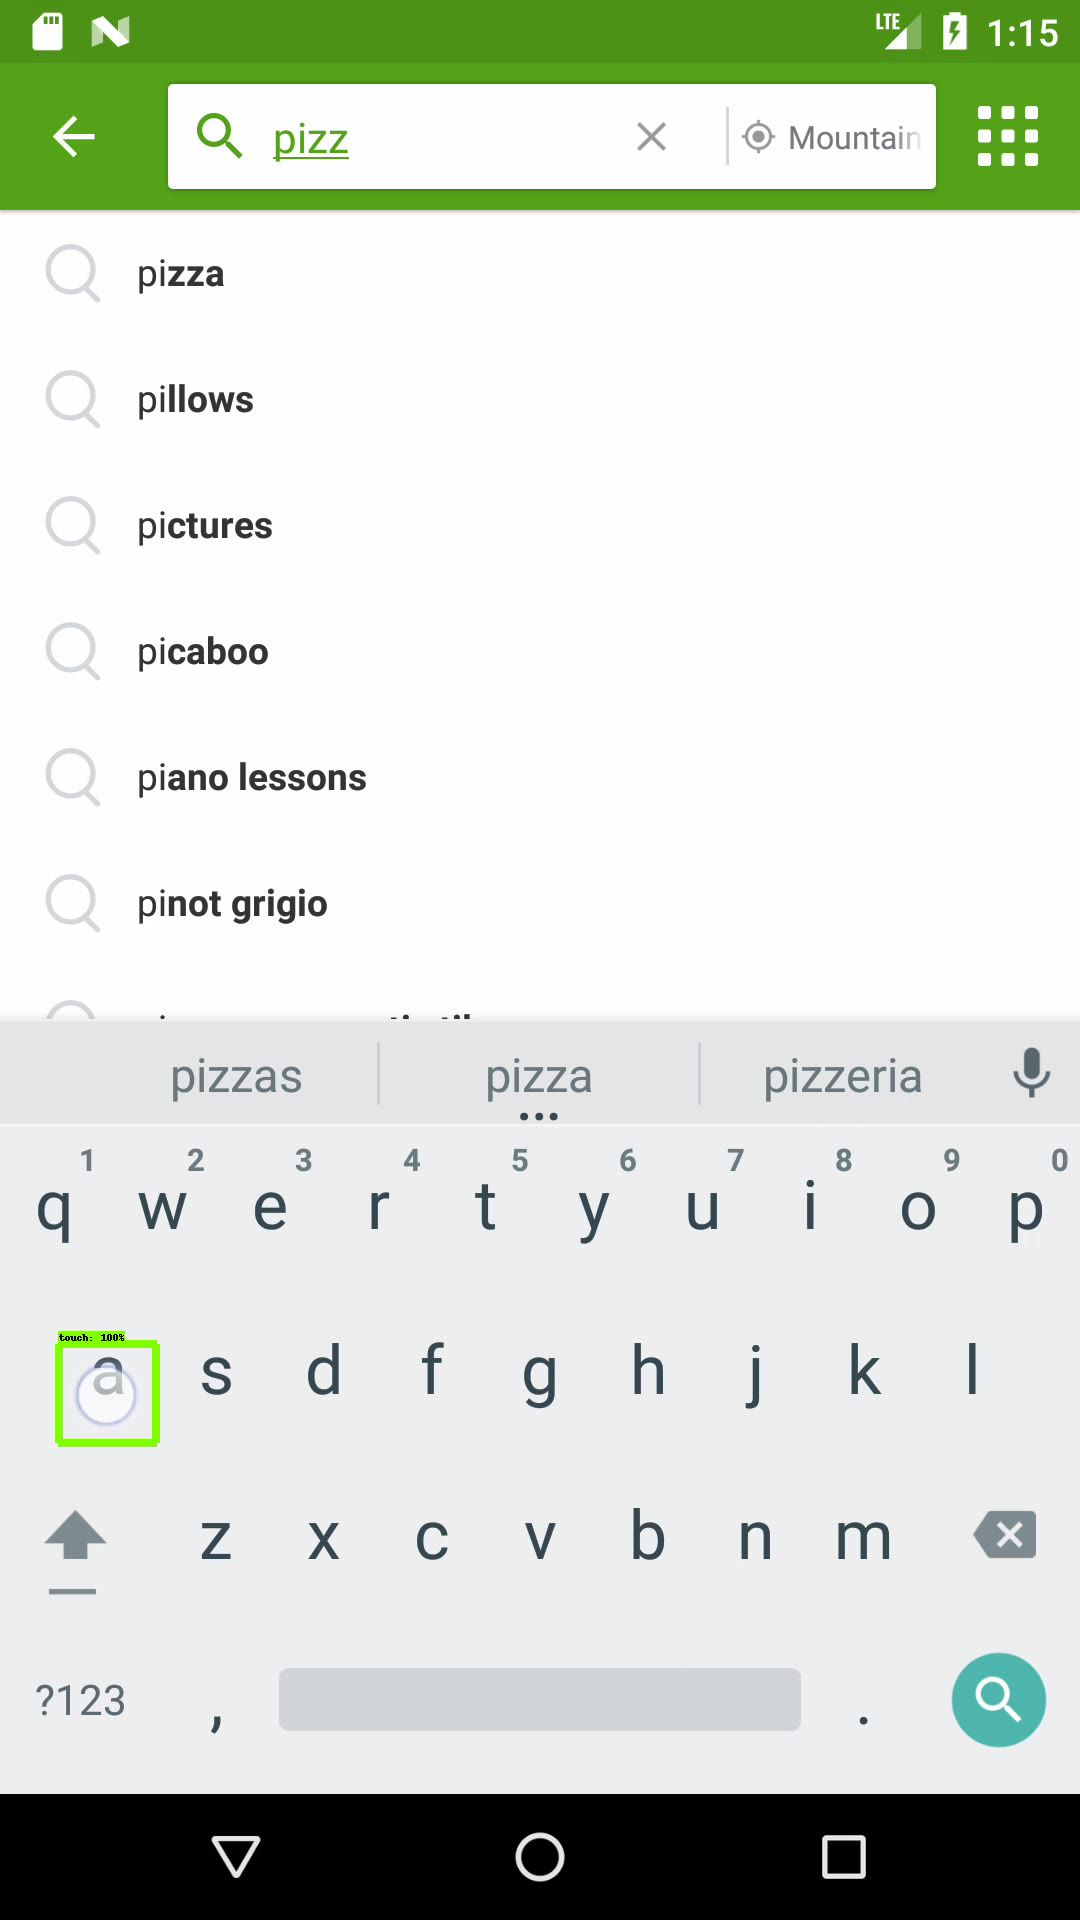 LTE 1:15
pizz Mountain
pizza
pillows
pictures
picaboo
piano lessons
pinot grigio
pizzas pizza pizzeria
1 2 3 4 5 6 7 8 9 0
q w e r t y u i o p
touch: 100%
a s d f g h j k l
z x c v b n m
?123 , .